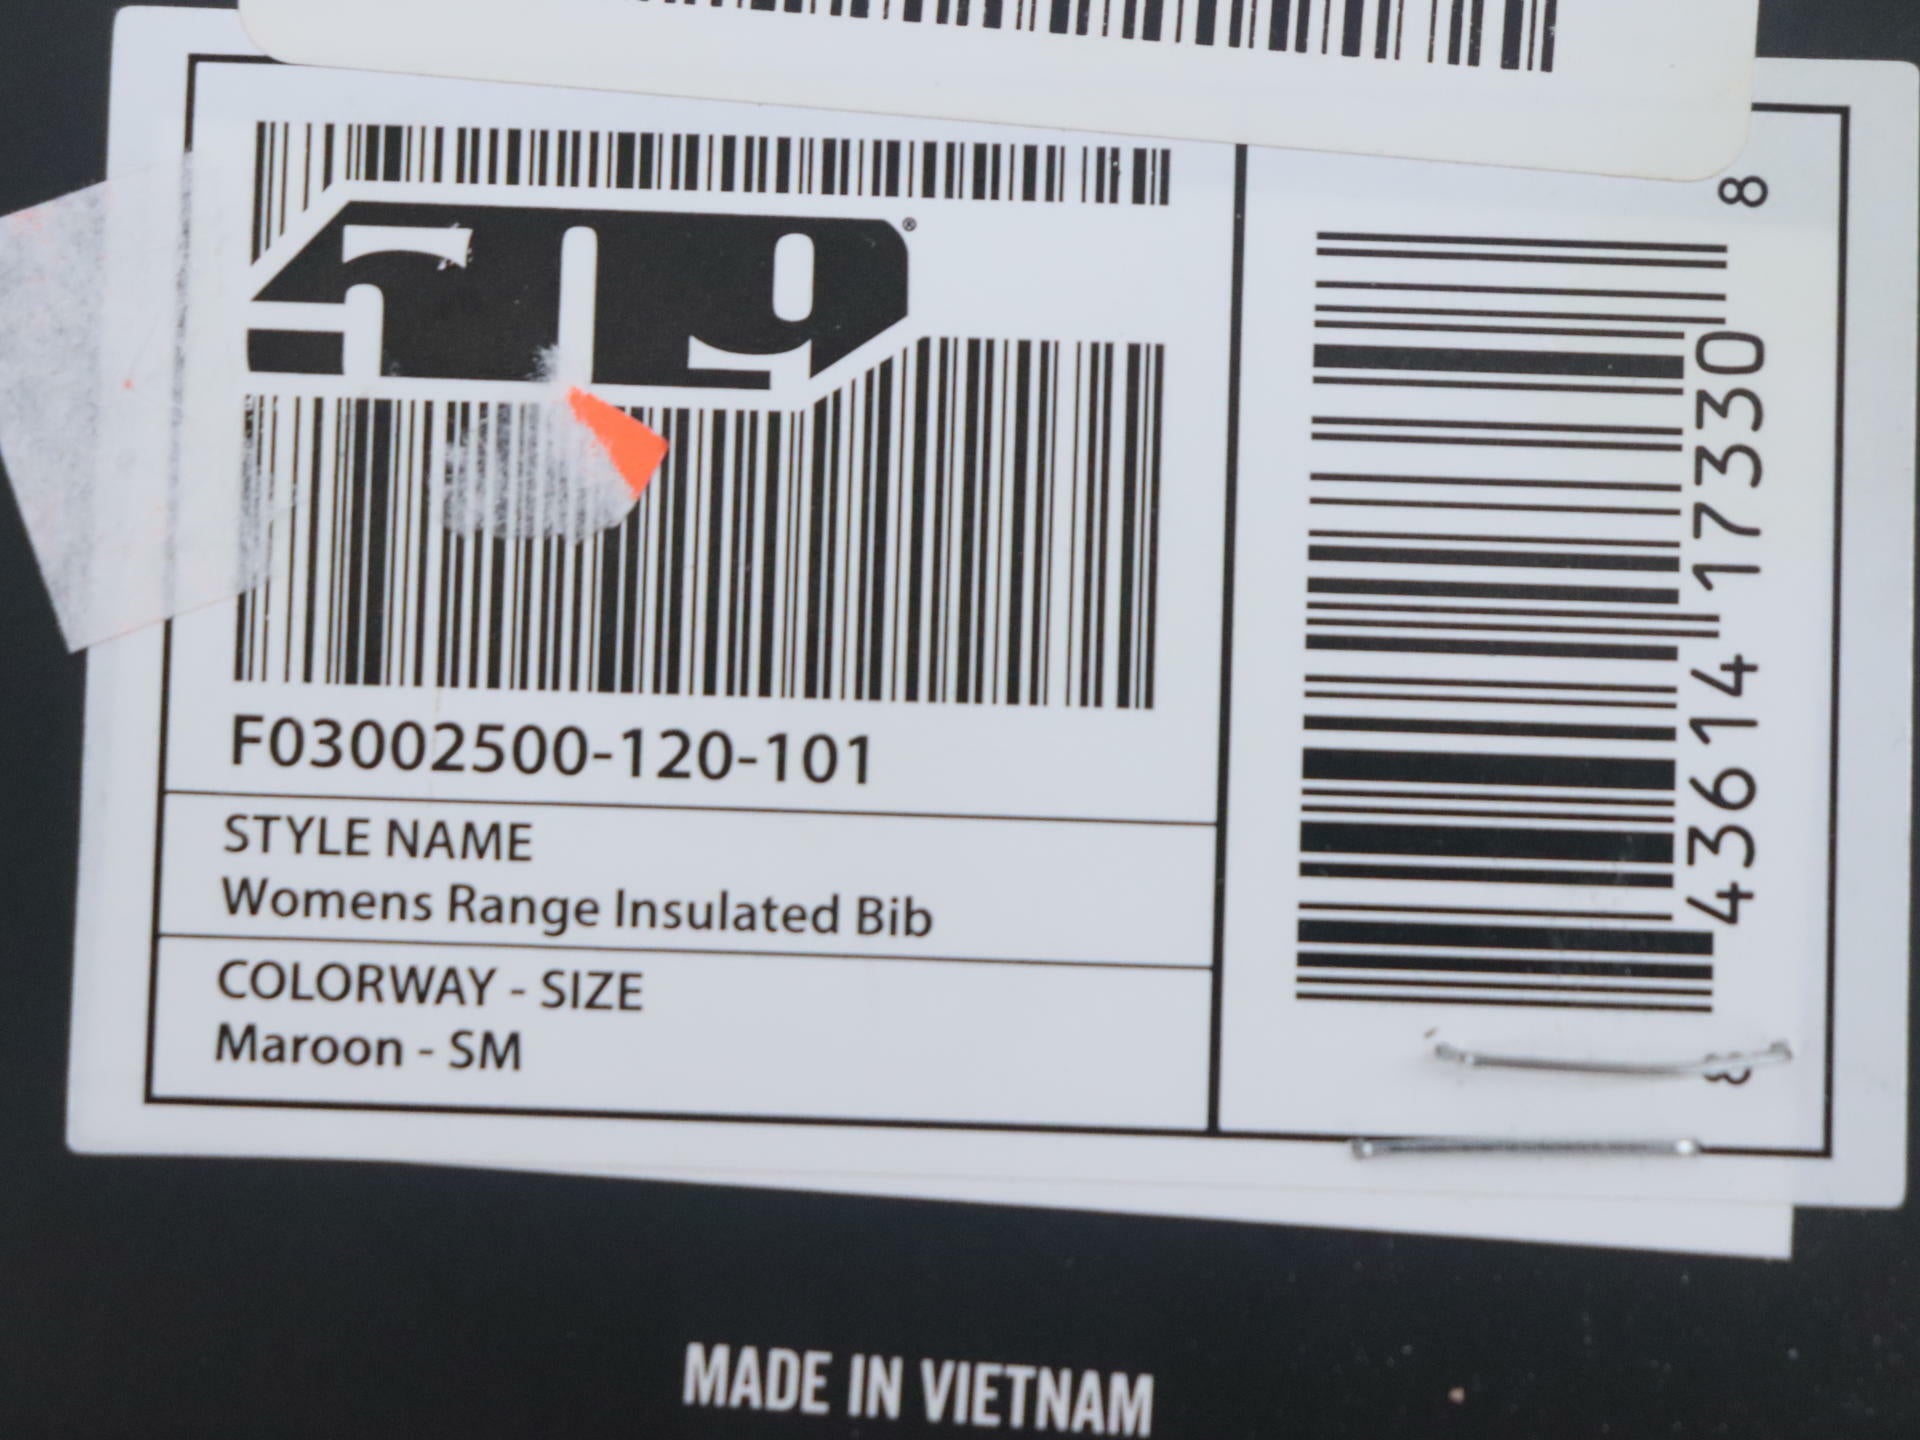 509®
F03002500-120-101
STYLE NAME
Womens Range Insulated Bib
COLORWAY - SIZE
Maroon - SM
8 43614 17330 8
MADE IN VIETNAM